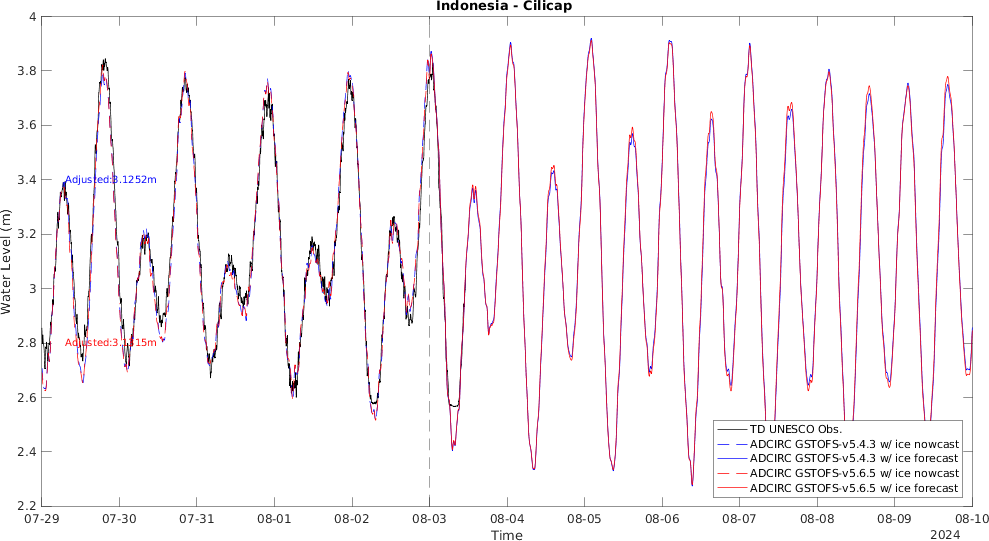 Indonesia - Cilicap
4
3.8
3.6
3.4
3.2
3
2.8
2.6
2.4
2.2
Water Level (m)
Adjusted:3.1252m
TD UNESCO Obs.
ADCIRC GSTOFS-v5.4.3 w/ ice nowcast
ADCIRC GSTOFS-v5.4.3 w/ ice forecast
ADCIRC GSTOFS-v5.6.5 w/ ice nowcast
ADCIRC GSTOFS-v5.6.5 w/ ice forecast
07-29 07-30 07-31 08-01 08-02 08-03 08-04 08-05 08-06 08-07 08-08 08-09 08-10
Time
2024